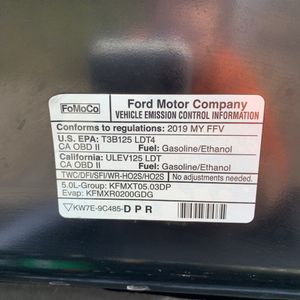 FoMoCo
Ford Motor Company
VEHICLE EMISSION CONTROL INFORMATION
Conforms to regulations: 2019 MY FFV
U.S. EPA: T3B125 LDT4
CA OBD II Fuel: Gasoline/Ethanol
California: ULEV125 LDT
CA OBD II Fuel: Gasoline/Ethanol
TWC/DFI/SFI/WR-HO2S/HO2S No adjustments needed.
5.0L-Group: KFMXT05.03DP
Evap: KFMXR0200GDG
KW7E-9C485-DPR